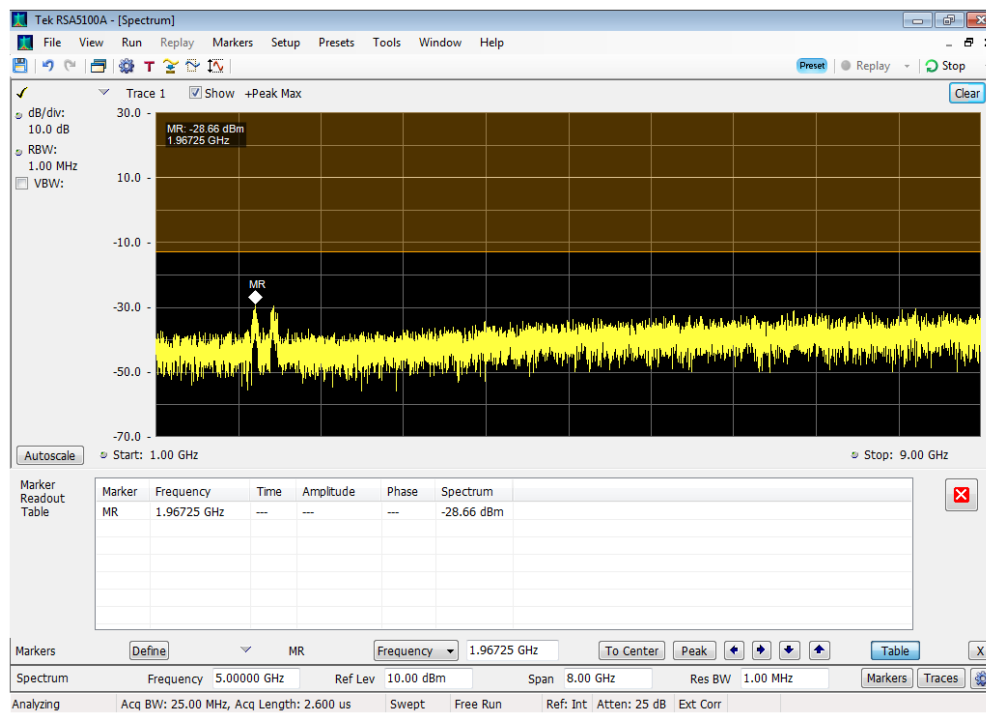 Tek RSA5100A - [Spectrum]
File View Run Replay Markers Setup Presets Tools Window Help
T Preset Replay Stop
Trace 1 Show +Peak Max Clear
dB/div:
10.0 dB
RBW:
1.00 MHz
VBW:
30.0 -
MR: -28.66 dBm
1.96725 GHz
10.0 -
-10.0 -
MR
-30.0 -
-50.0 -
-70.0 -
Autoscale Start: 1.00 GHz Stop: 9.00 GHz
Marker
Readout
Table
Marker Frequency Time Amplitude Phase Spectrum
MR 1.96725 GHz --- --- --- -28.66 dBm
Markers Define MR Frequency 1.96725 GHz To Center Peak Table X
Spectrum Frequency 5.00000 GHz Ref Lev 10.00 dBm Span 8.00 GHz Res BW 1.00 MHz Markers Traces
Analyzing Acq BW: 25.00 MHz, Acq Length: 2.600 us Swept Free Run Ref: Int Atten: 25 dB Ext Corr